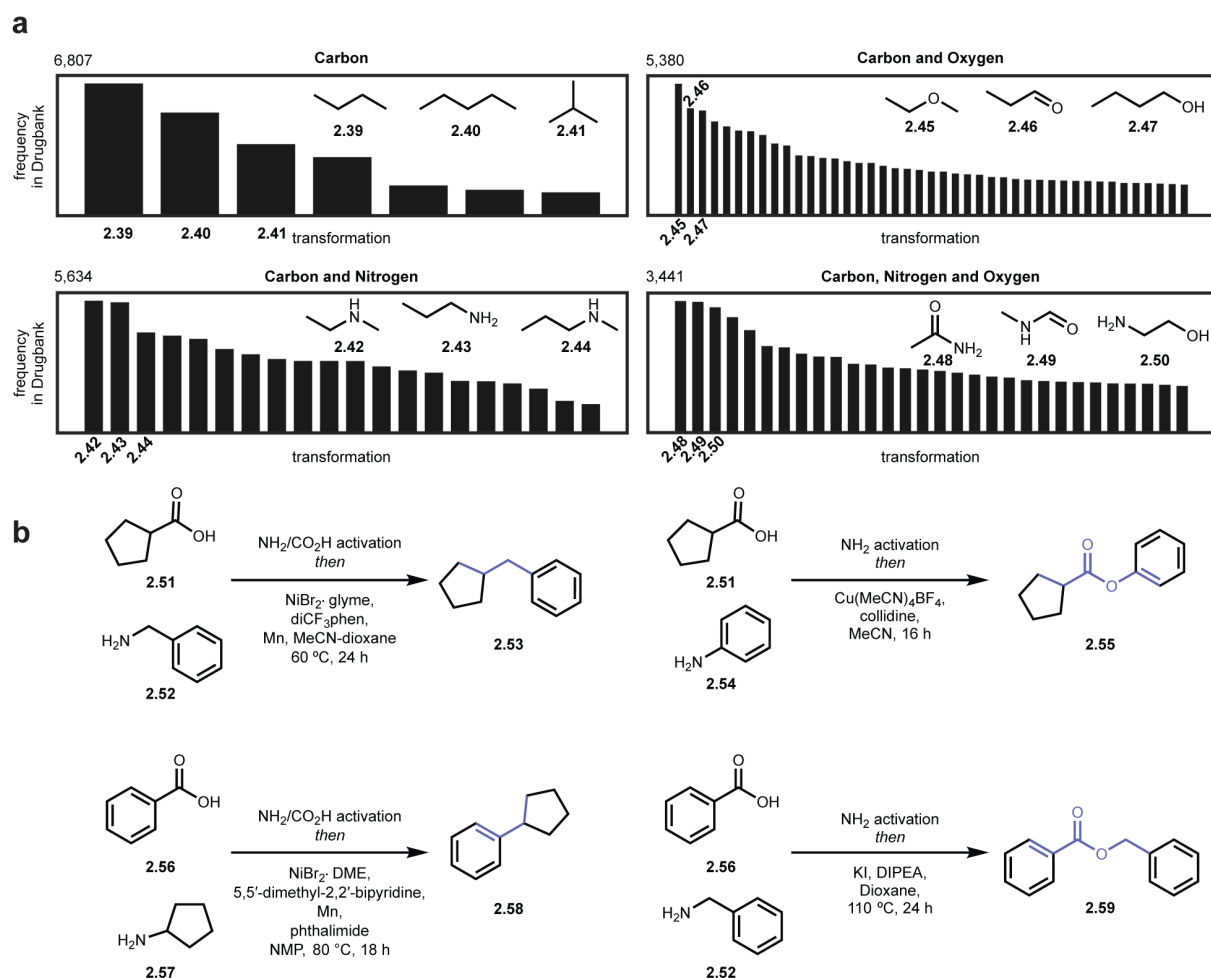 a
6,807
Carbon
frequency
in Drugbank
2.39
2.40
2.41
2.39
2.40
2.41
transformation
5,380
Carbon and Oxygen
2.46
O
2.45
O
2.46
OH
2.47
2.45
2.47
transformation
5,634
Carbon and Nitrogen
frequency
in Drugbank
H
N
2.42
NH2
2.43
H
N
2.44
2.42
2.43
2.44
transformation
3,441
Carbon, Nitrogen and Oxygen
O
NH2
2.48
N
H
O
2.49
H2N
OH
2.50
2.48
2.49
2.50
transformation
b
O
OH
2.51
H2N
2.52
NH2/CO2H activation
then
NiBr2· glyme,
diCF3phen,
Mn, MeCN-dioxane
60 ºC, 24 h
2.53
O
OH
2.51
H2N
2.54
NH2 activation
then
Cu(MeCN)4BF4,
collidine,
MeCN, 16 h
O
O
2.55
O
OH
2.56
H2N
2.57
NH2/CO2H activation
then
NiBr2· DME,
5,5′-dimethyl-2,2′-bipyridine,
Mn,
phthalimide
NMP, 80 °C, 18 h
2.58
O
OH
2.56
H2N
2.52
NH2 activation
then
KI, DIPEA,
Dioxane,
110 ºC, 24 h
O
O
2.59